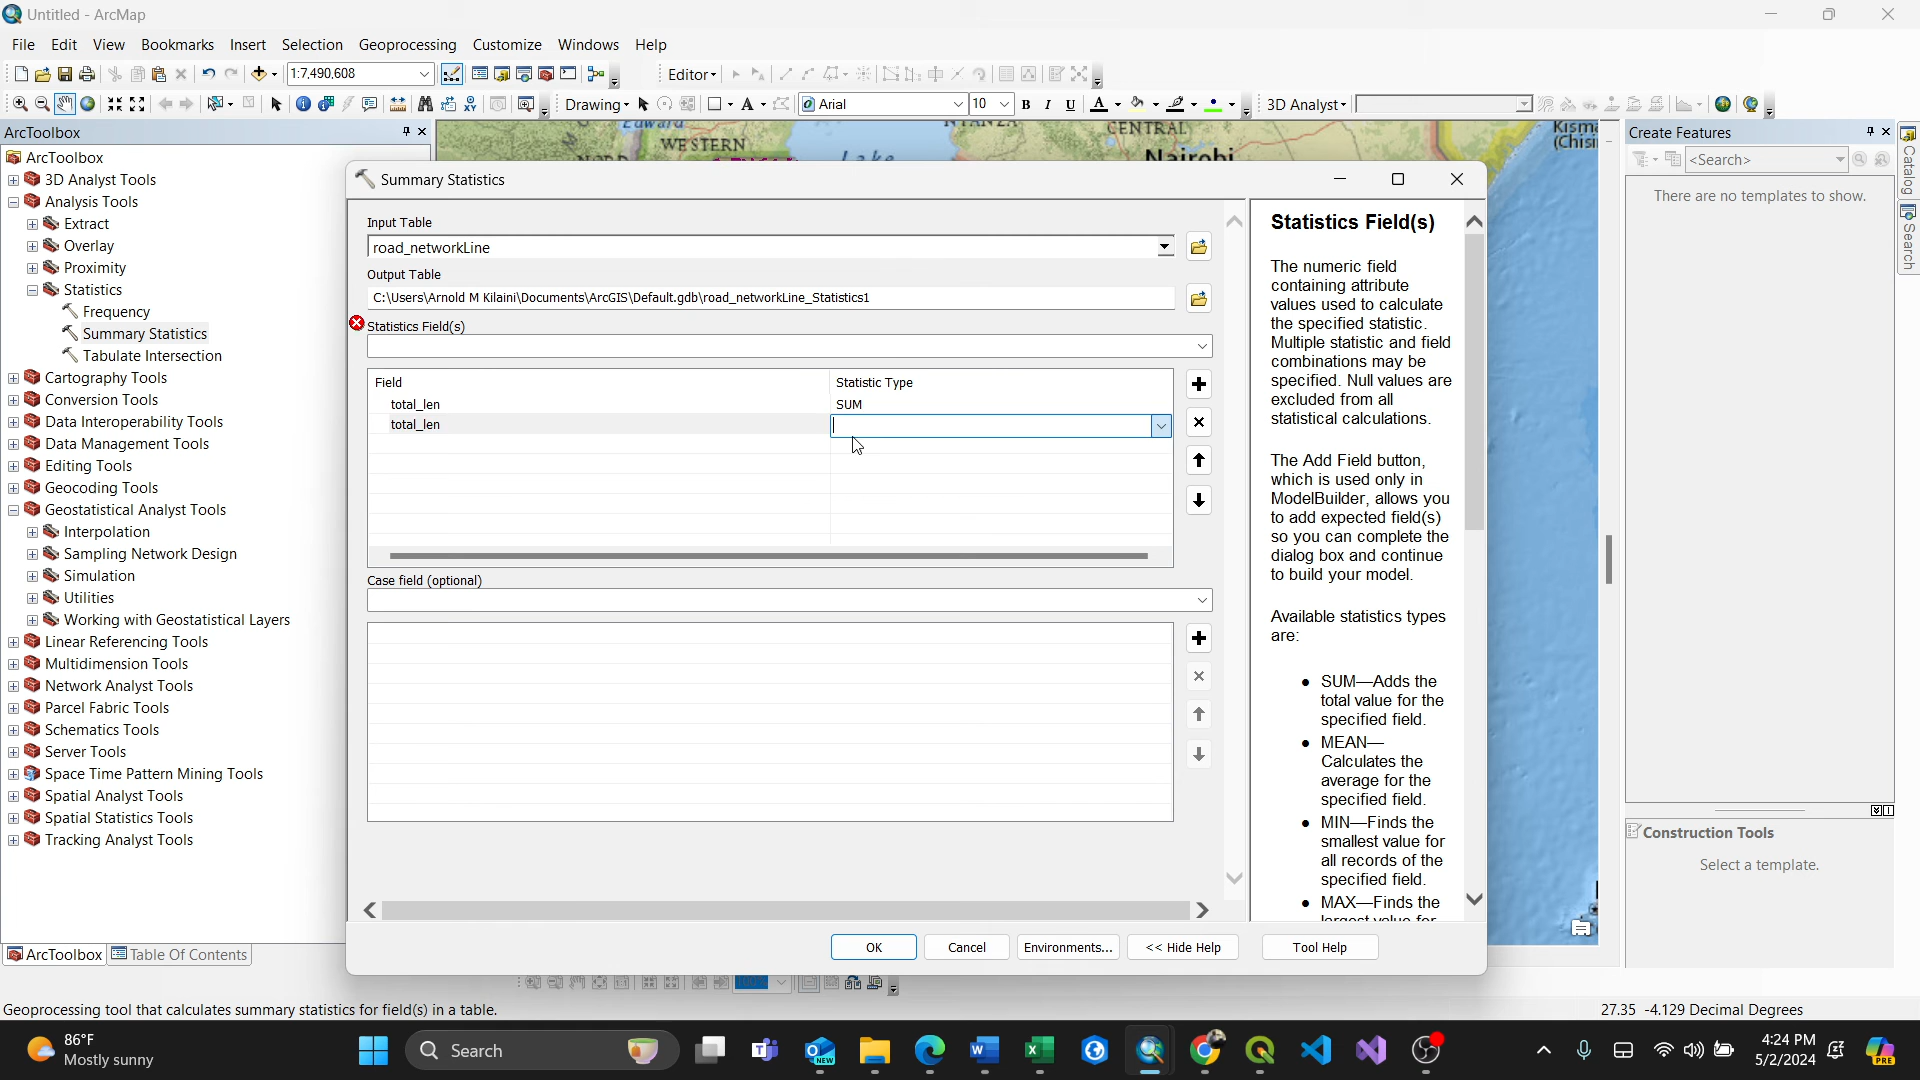 Untitled - ArcMap
File Edit View Bookmarks Insert Selection Geoprocessing Customize Windows Help
1:7,490,608
Editor
Drawing
Arial
10
B I U A
3D Analyst
ArcToolbox
ArcToolbox
3D Analyst Tools
Analysis Tools
Extract
Overlay
Proximity
Statistics
Frequency
Summary Statistics
Tabulate Intersection
Cartography Tools
Conversion Tools
Data Interoperability Tools
Data Management Tools
Editing Tools
Geocoding Tools
Geostatistical Analyst Tools
Interpolation
Sampling Network Design
Simulation
Utilities
Working with Geostatistical Layers
Linear Referencing Tools
Multidimension Tools
Network Analyst Tools
Parcel Fabric Tools
Schematics Tools
Server Tools
Space Time Pattern Mining Tools
Spatial Analyst Tools
Spatial Statistics Tools
Tracking Analyst Tools
ArcToolbox Table Of Contents
Edward
WESTERN
Lake
NYANZA
CENTRAL
Nairobi
Kisma
(Chisi
Summary Statistics
Input Table
road_networkLine
Output Table
C:\Users\Arnold M Kilaini\Documents\ArcGIS\Default.gdb\road_networkLine_Statistics1
Statistics Field(s)
Field Statistic Type
total_len SUM
total_len
Case field (optional)
OK Cancel Environments... << Hide Help Tool Help
Statistics Field(s)
The numeric field
containing attribute
values used to calculate
the specified statistic.
Multiple statistic and field
combinations may be
specified. Null values are
excluded from all
statistical calculations.
The Add Field button,
which is used only in
ModelBuilder, allows you
to add expected field(s)
so you can complete the
dialog box and continue
to build your model.
Available statistics types
are:
• SUM—Adds the
total value for the
specified field.
• MEAN—
Calculates the
average for the
specified field.
• MIN—Finds the
smallest value for
all records of the
specified field.
• MAX—Finds the
largest value for
Create Features
<Search>
There are no templates to show.
Construction Tools
Select a template.
Catalog
Search
100%
Geoprocessing tool that calculates summary statistics for field(s) in a table.
27.35 -4.129 Decimal Degrees
86°F
Mostly sunny
Search
NEW
4:24 PM
5/2/2024
PRE